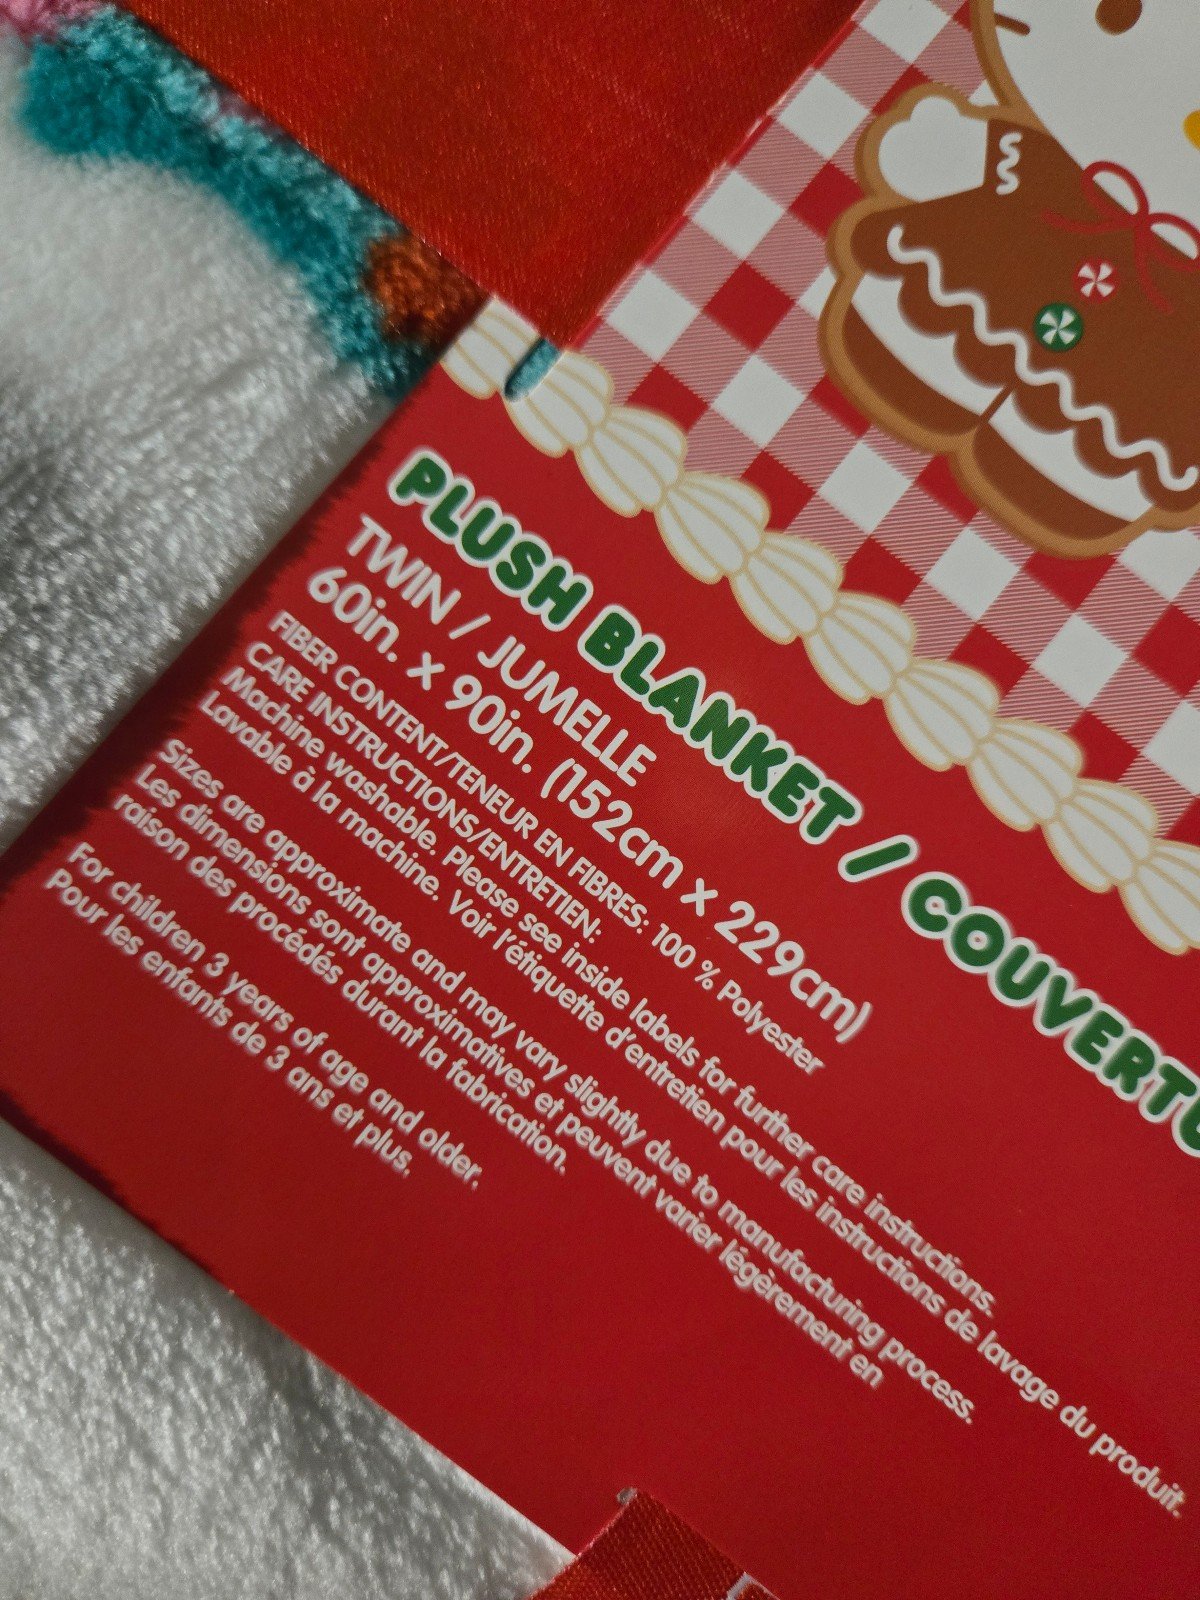 PLUSH BLANKET / COUVERTU
TWIN / JUMELLE
60in. x 90in. (152cm x 229cm)
FIBER CONTENT/TENEUR EN FIBRES: 100 % Polyester
CARE INSTRUCTIONS/ENTRETIEN:
Machine washable. Please see inside labels for further care instructions.
Lavable à la machine. Voir l'étiquette d'entretien pour les instructions de lavage du produit.
Sizes are approximate and may vary slightly due to manufacturing process.
Les dimensions sont approximatives et peuvent varier légèrement en
raison des procédés durant la fabrication.
For children 3 years of age and older.
Pour les enfants de 3 ans et plus.